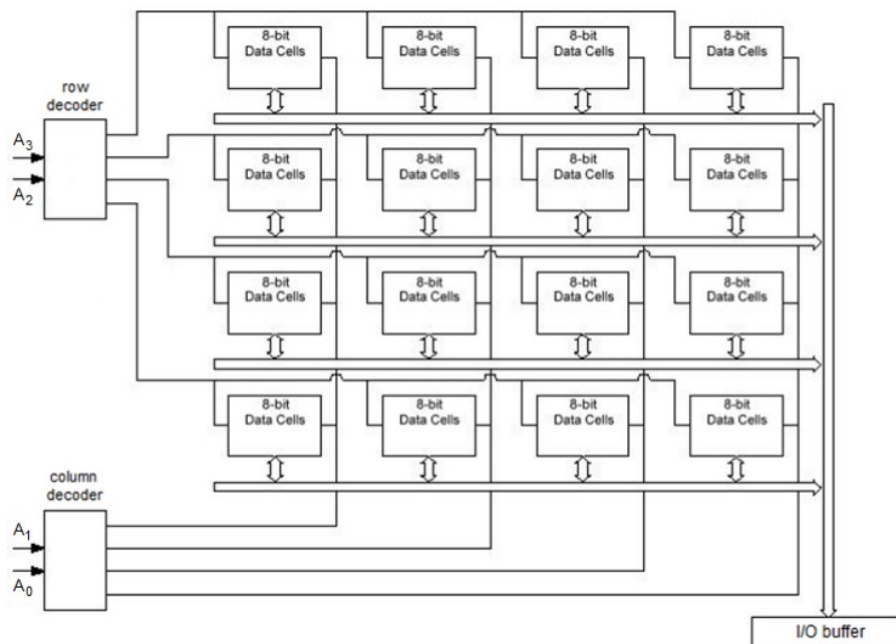 8-bit
Data Cells
8-bit
Data Cells
8-bit
Data Cells
8-bit
Data Cells
row
decoder
A3
A2
8-bit
Data Cells
8-bit
Data Cells
8-bit
Data Cells
8-bit
Data Cells
8-bit
Data Cells
8-bit
Data Cells
8-bit
Data Cells
8-bit
Data Cells
8-bit
Data Cells
8-bit
Data Cells
8-bit
Data Cells
8-bit
Data Cells
column
decoder
A1
A0
I/O buffer